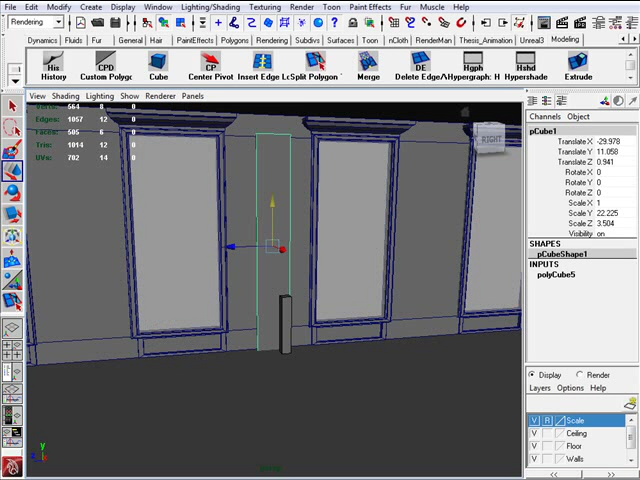 Edit Modify Create Display Window Lighting/Shading Texturing Render Toon Paint Effects Fur Muscle Help
Rendering
Dynamics Fluids Fur Hair PaintEffects Polygons Rendering Subdivs Surfaces Toon nCloth RenderMan Thesis_Animation Unreal3 Modeling
His CPD CP DE Hgph Hshd
History Custom Polygo Cube Center Pivot Insert Edge Lo Split Polygon Merge Delete Edge/ Hypergraph: H Hypershade Extrude
View Shading Lighting Show Renderer Panels
Verts: 564 8 0
Edges: 1057 12 0
Faces: 505 6 0
Tris: 1014 12 0
UVs: 702 14 0
RIGHT
y
Channels Object
pCube1
Translate X -29.978
Translate Y 11.058
Translate Z 0.941
Rotate X 0
Rotate Y 0
Rotate Z 0
Scale X 1
Scale Y 22.225
Scale Z 3.504
Visibility on
SHAPES
pCubeShape1
INPUTS
polyCube5
Display Render
Layers Options Help
V R Scale
V Ceiling
V Floor
V Walls
<< >>